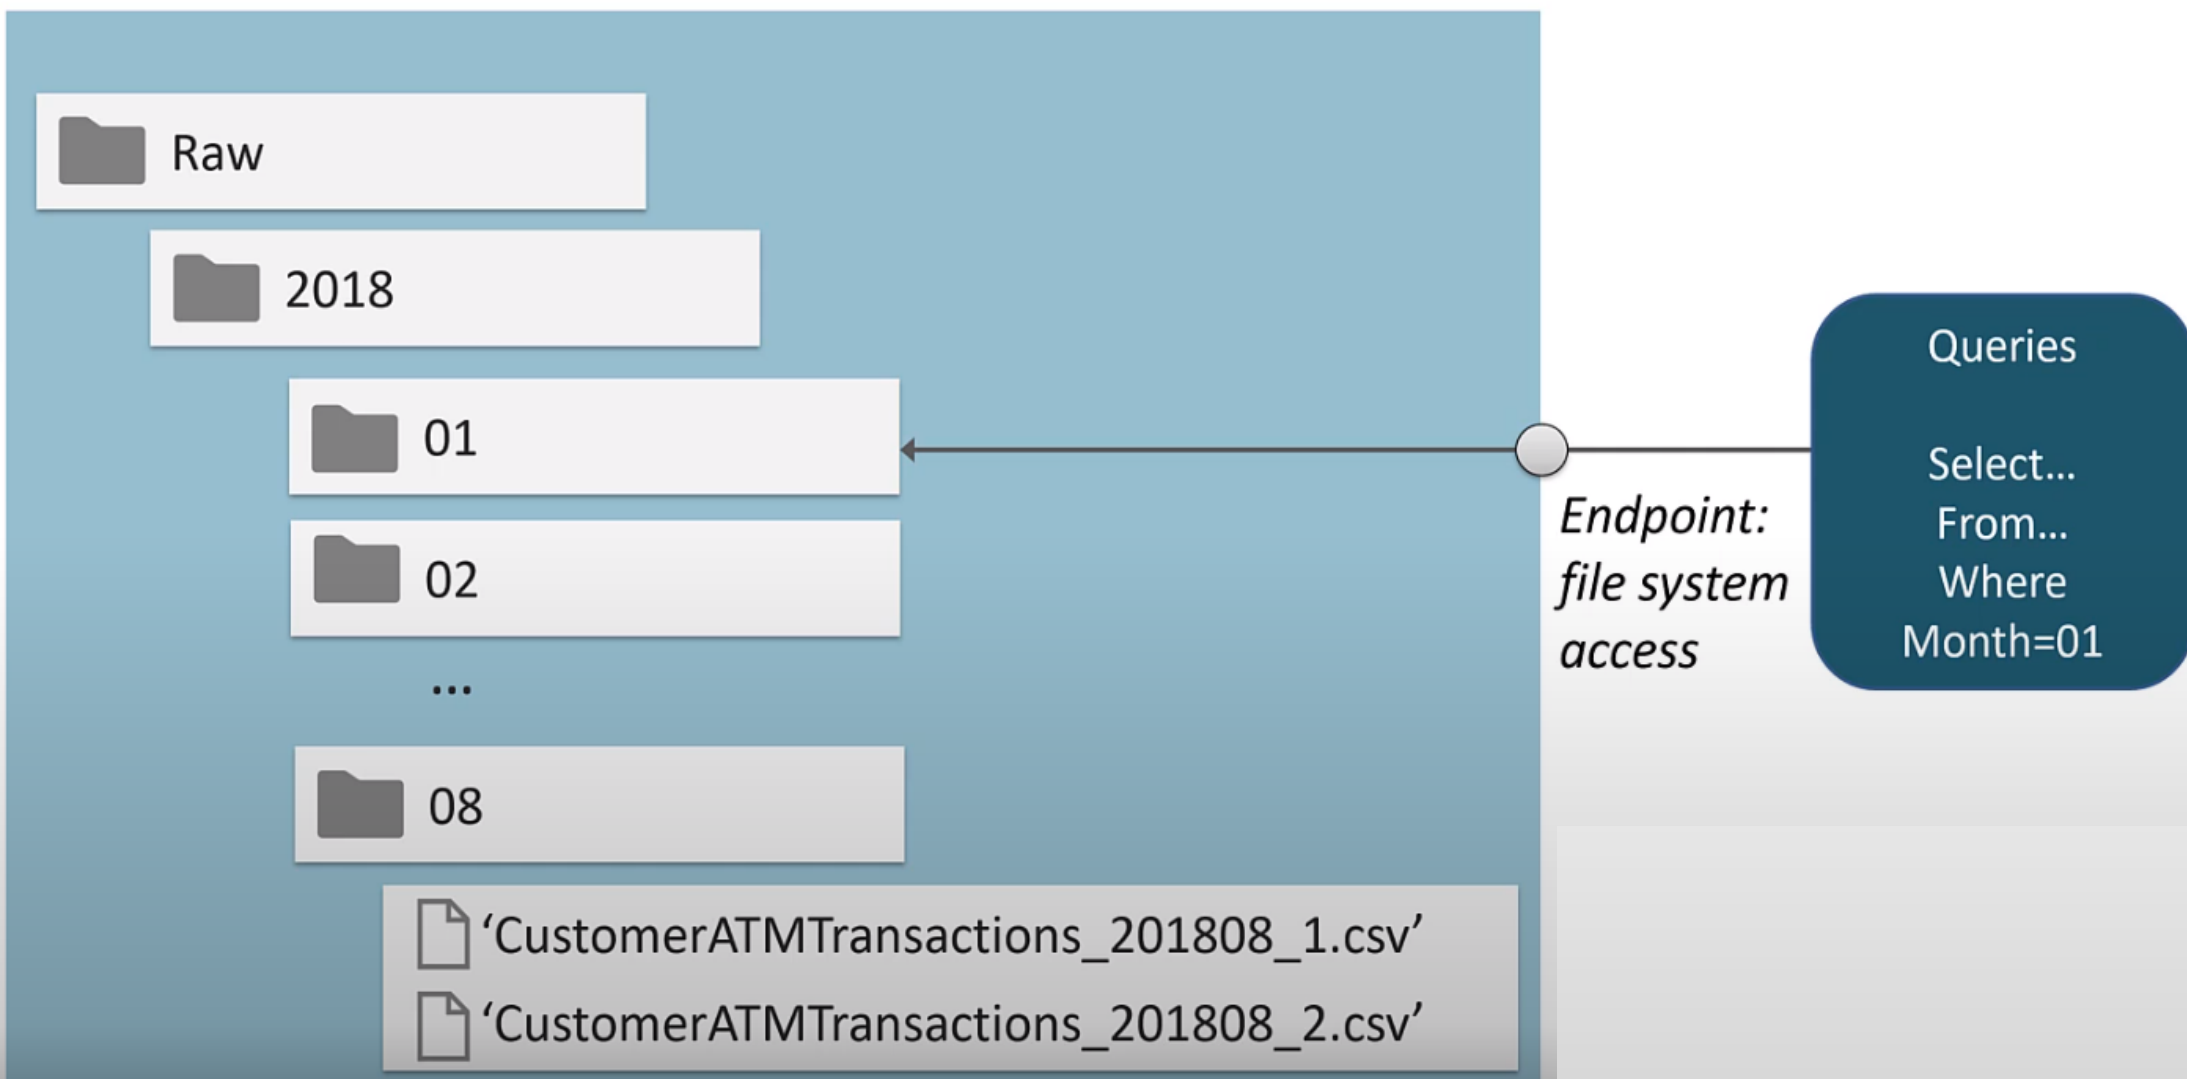 Raw
2018
01
02
...
08
‘CustomerATMTransactions_201808_1.csv’
‘CustomerATMTransactions_201808_2.csv’
Endpoint:
file system
access
Queries
Select...
From...
Where
Month=01